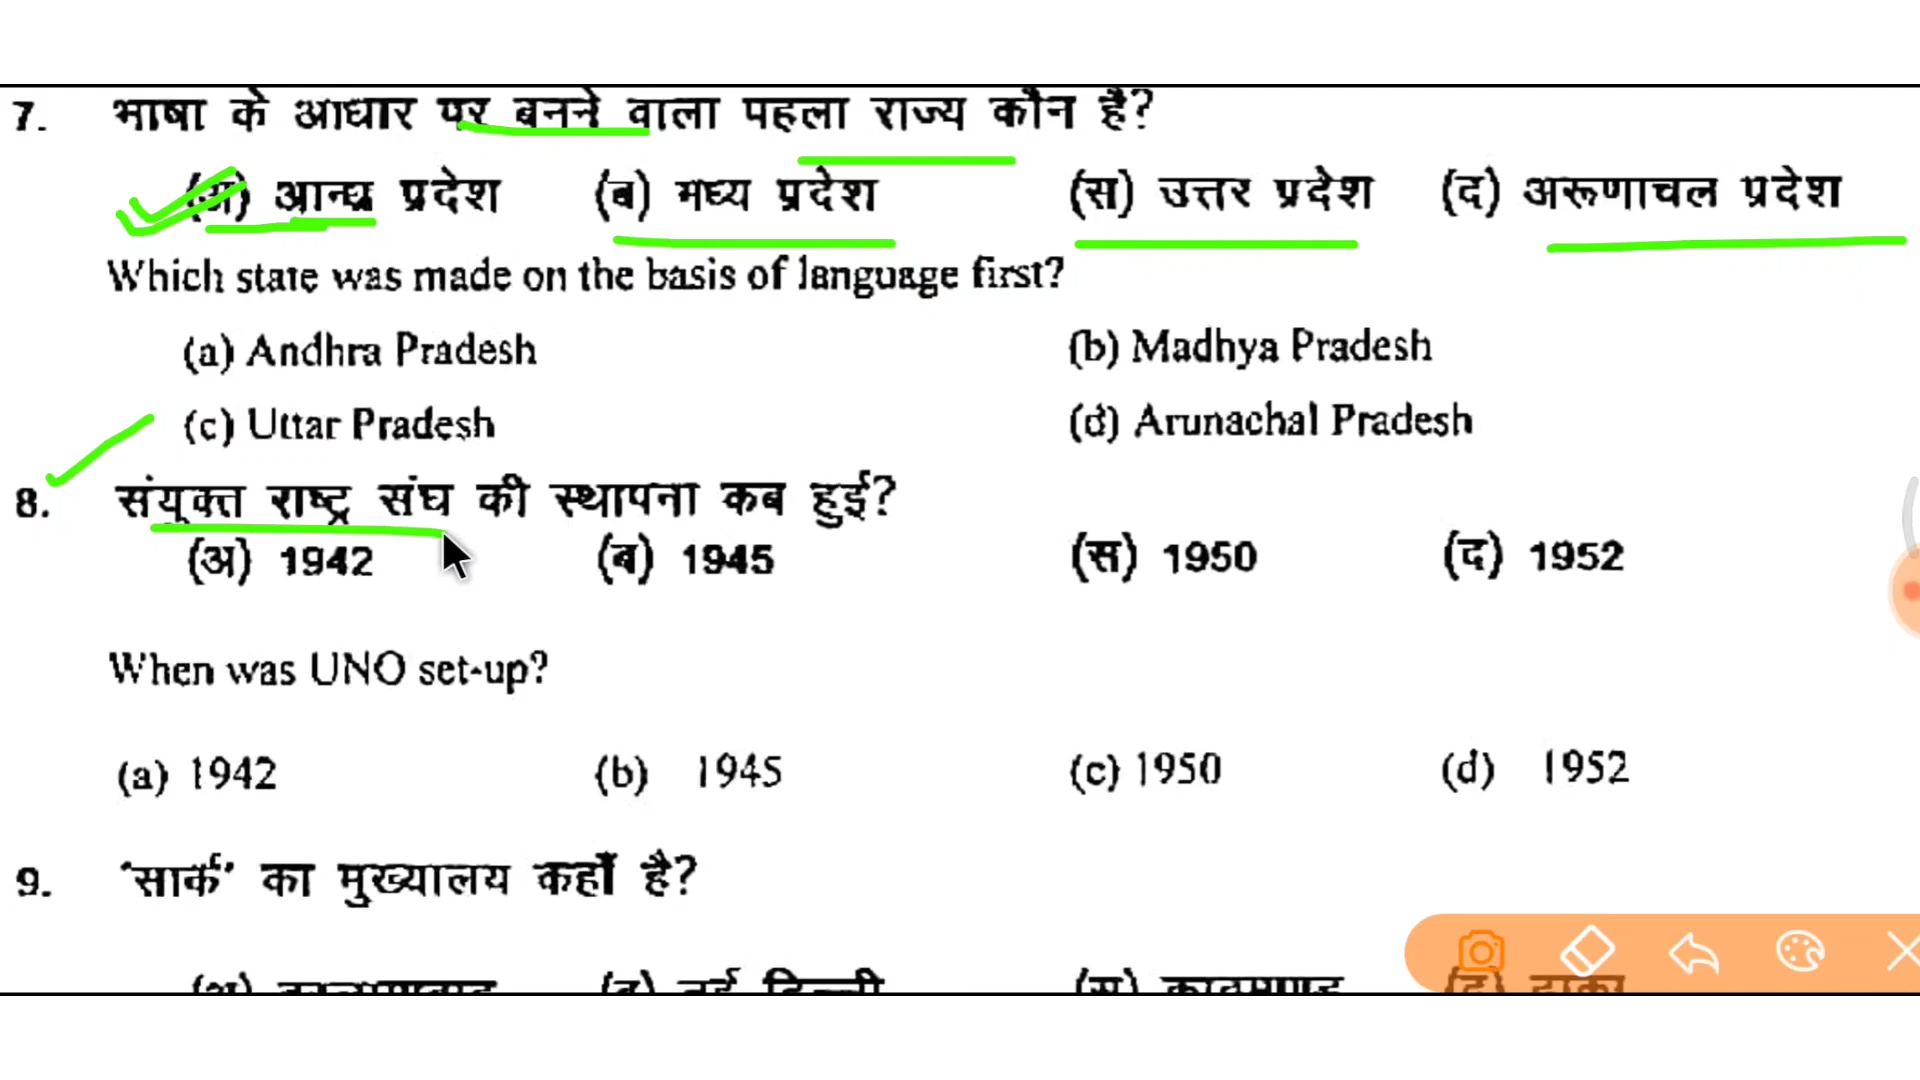 7. भाषा के आधार पर बनने वाला पहला राज्य कौन है?
(अ) आन्ध्र प्रदेश (ब) मध्य प्रदेश (स) उत्तर प्रदेश (द) अरूणाचल प्रदेश
Which state was made on the basis of language first?
(a) Andhra Pradesh (b) Madhya Pradesh
(c) Uttar Pradesh (d) Arunachal Pradesh
8. संयुक्त राष्ट्र संघ की स्थापना कब हुई?
(अ) 1942 (ब) 1945 (स) 1950 (द) 1952
When was UNO set-up?
(a) 1942 (b) 1945 (c) 1950 (d) 1952
9. 'सार्क' का मुख्यालय कहाँ है?